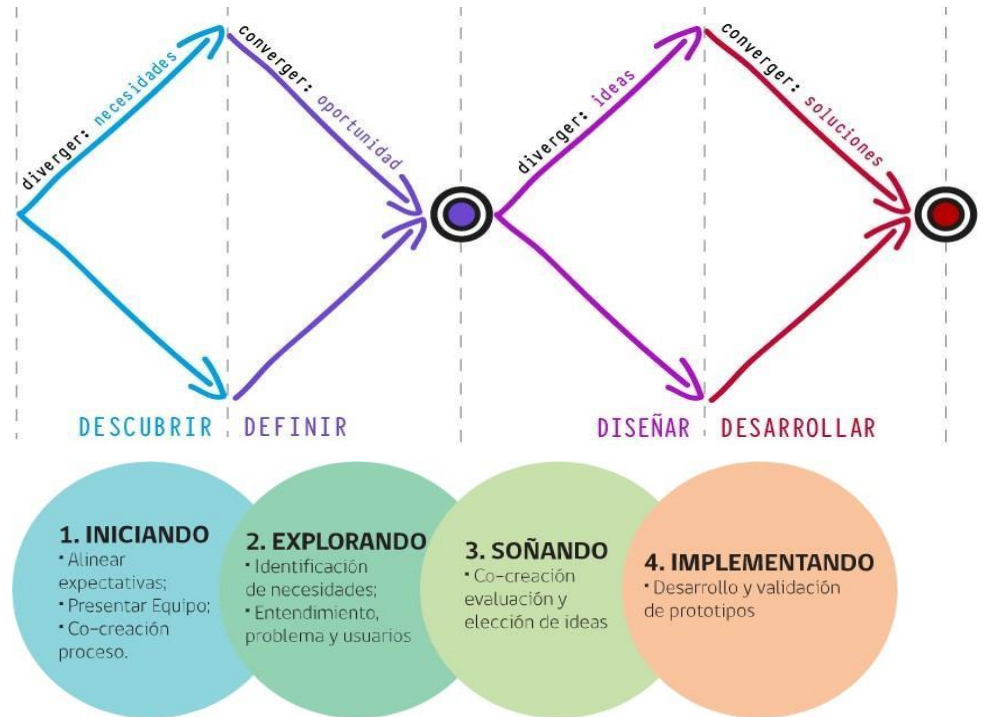 diverger: necesidades
converger: oportunidad
diverger: ideas
converger: soluciones
DESCUBRIR
DEFINIR
DISEÑAR
DESARROLLAR
1. INICIANDO
▪ Alinear
expectativas;
▪ Presentar Equipo;
▪ Co-creación
proceso.
2. EXPLORANDO
▪ Identificación
de necesidades;
▪ Entendimiento,
problema y usuarios
3. SOÑANDO
▪ Co-creación
evaluación y
elección de ideas
4. IMPLEMENTANDO
▪ Desarrollo y validación
de prototipos